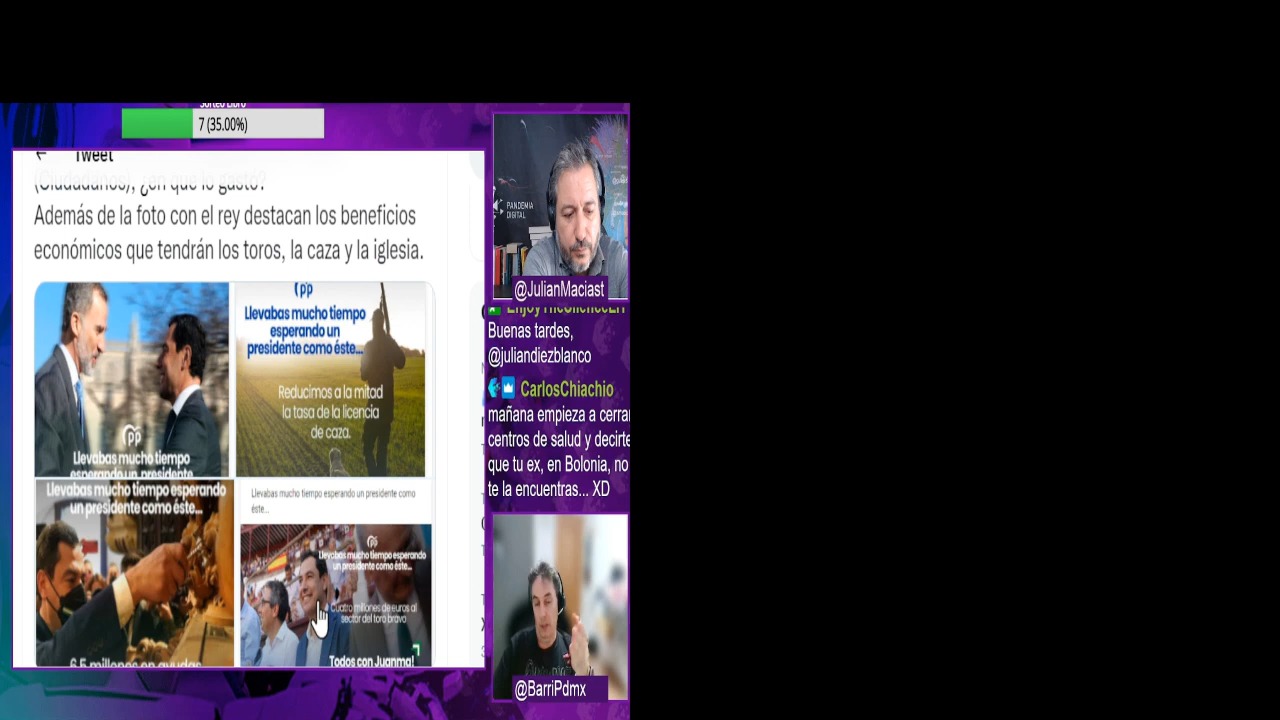 Sorteo Libro
7 (35.00%)
← Tweet
(Ciudadanos), ¿en qué lo gastó?
Además de la foto con el rey destacan los beneficios
económicos que tendrán los toros, la caza y la iglesia.
pp
Llevabas mucho tiempo
esperando un presidente
pp
Llevabas mucho tiempo
esperando un
presidente como éste...
Reducimos a la mitad
la tasa de la licencia
de caza.
Llevabas mucho tiempo esperando
un presidente como éste...
6,5 millones en ayudas
Llevabas mucho tiempo esperando un presidente como
éste...
pp
Llevabas mucho tiempo esperando
un presidente como éste...
Cuatro millones de euros al
sector del toro bravo
Todos con Juanma!
PANDEMIA
DIGITAL
@JulianMaciast
Buenas tardes,
@juliandiezblanco
CarlosChiachio
mañana empieza a cerrar
centros de salud y decirte
que tu ex, en Bolonia, no
te la encuentras... XD
@BarriPdmx